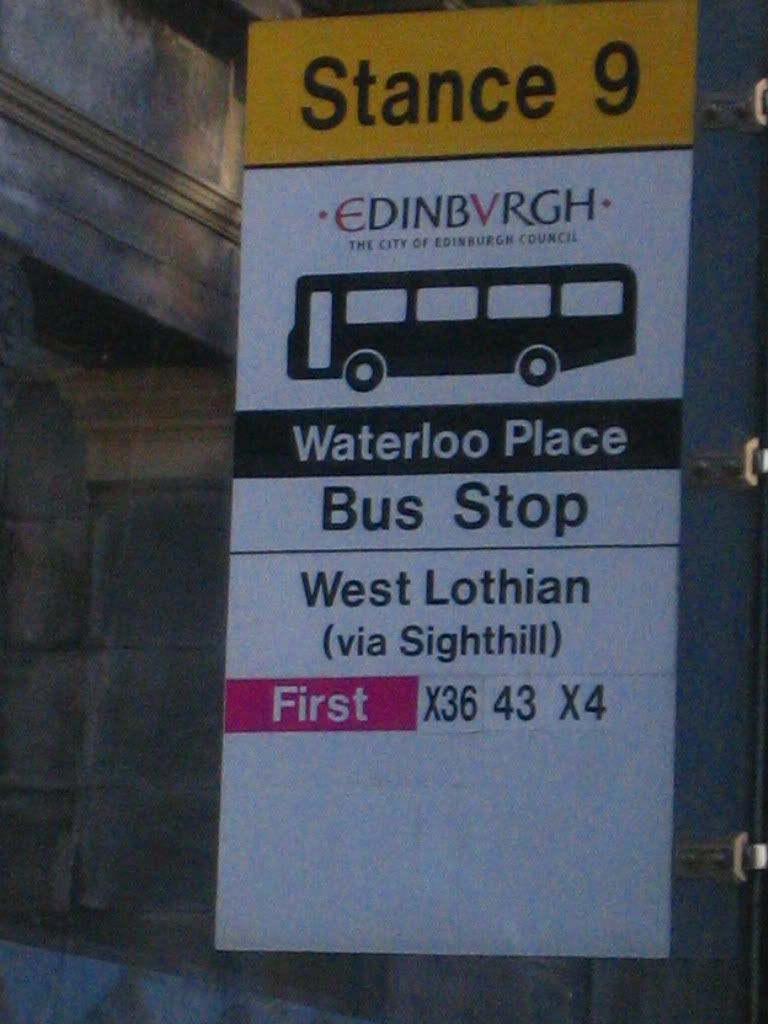 Stance 9
·EDINBVRGH·
THE CITY OF EDINBURGH COUNCIL
Waterloo Place
Bus Stop
West Lothian
(via Sighthill)
First X36 43 X4